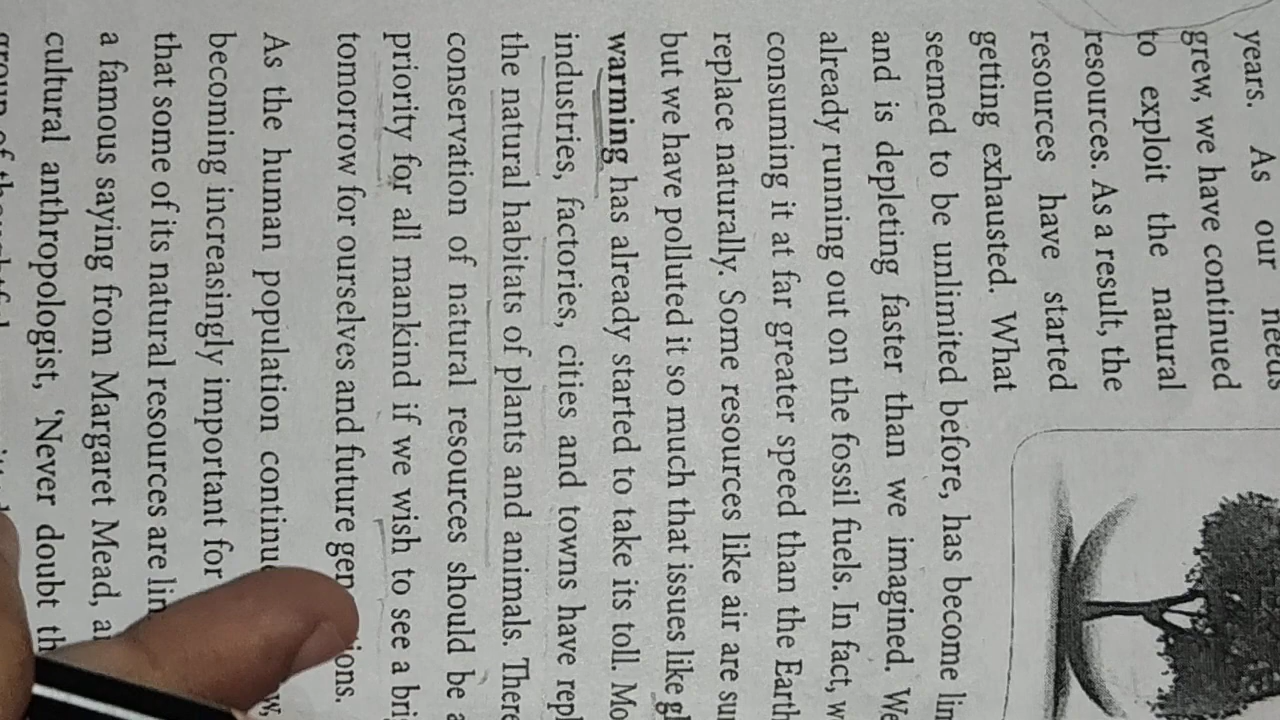 years. As our needs
grew, we have continued
to exploit the natural
resources. As a result, the
resources have started
getting exhausted. What
seemed to be unlimited before, has become
and is depleting faster than we imagined. We
already running out on the fossil fuels. In fact,
consuming it at far greater speed than the Earth
replace naturally. Some resources like air are
but we have polluted it so much that issues like
warming has already started to take its toll.
industries, factories, cities and towns have
the natural habitats of plants and animals.
conservation of natural resources should be a
priority for all mankind if we wish to see a
tomorrow for ourselves and future
As the human population
becoming increasingly important for
that some of its natural resources are
a famous saying from Margaret Mead,
cultural anthropologist, ‘Never doubt
group of